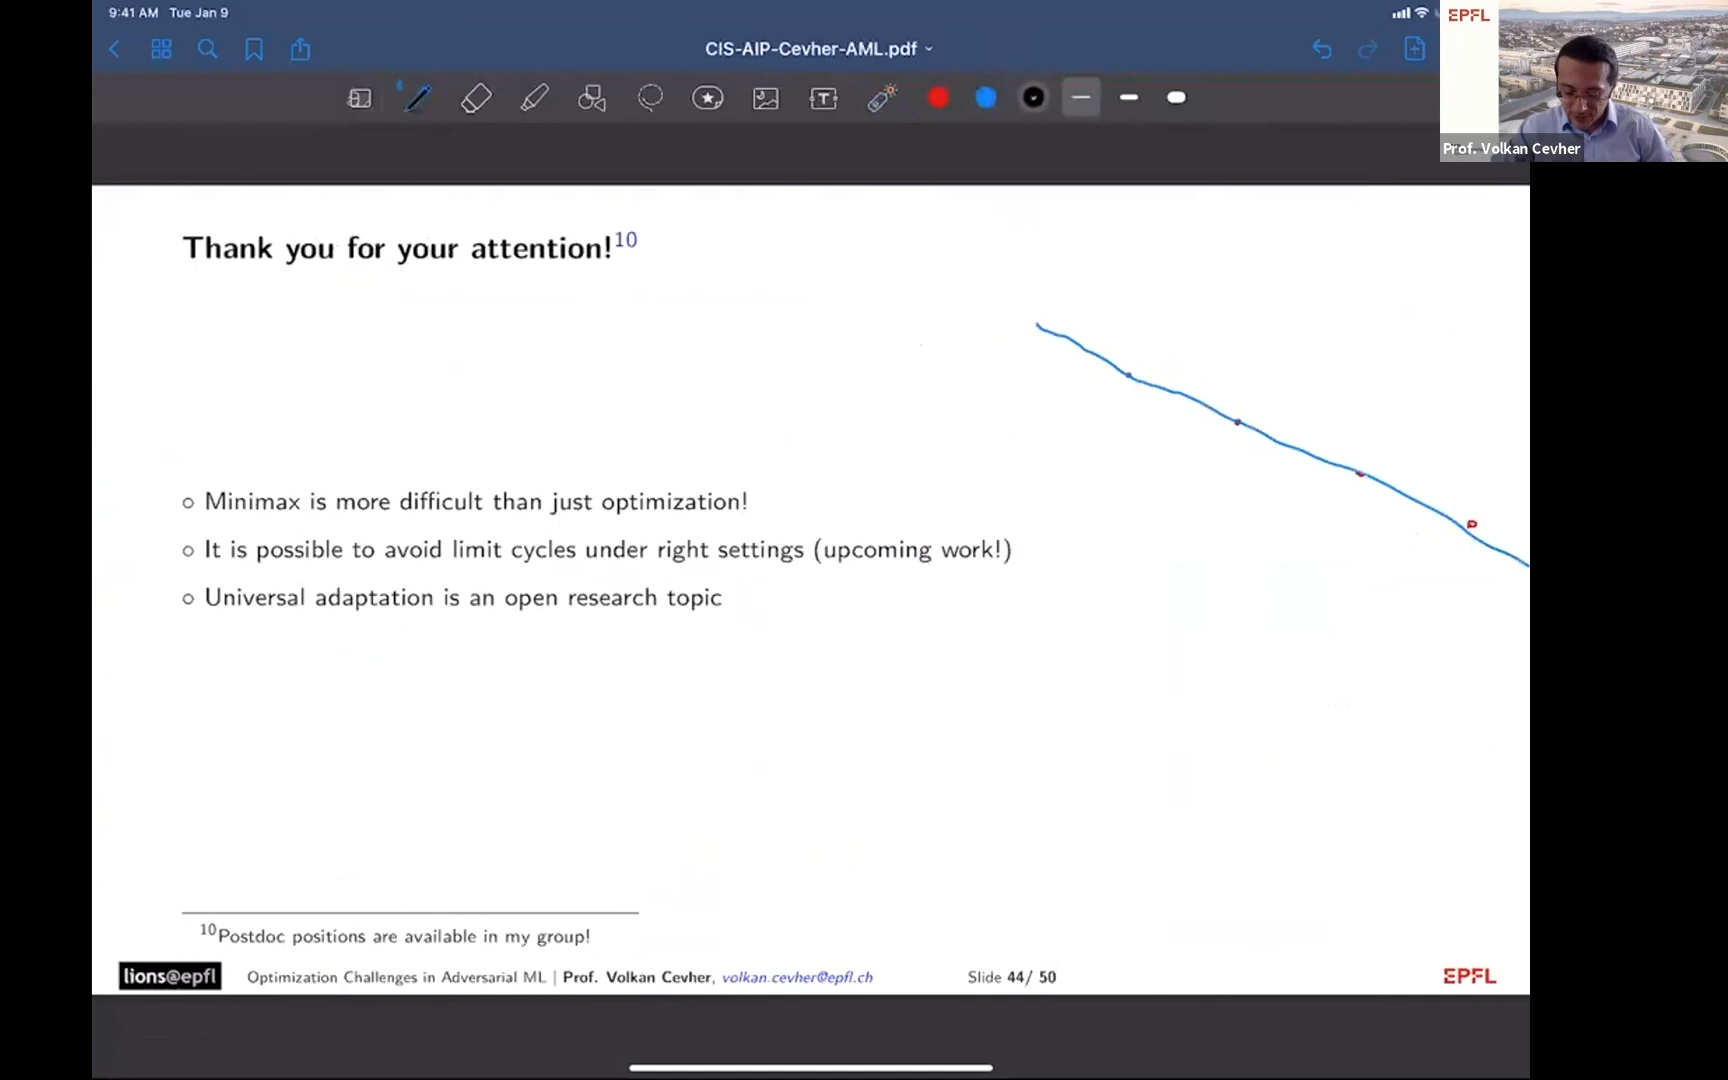 9:41 AM Tue Jan 9
CIS-AIP-Cevher-AML.pdf
EPFL
Prof. Volkan Cevher
Thank you for your attention!10
Minimax is more difficult than just optimization!
It is possible to avoid limit cycles under right settings (upcoming work!)
Universal adaptation is an open research topic
10Postdoc positions are available in my group!
lions@epfl Optimization Challenges in Adversarial ML | Prof. Volkan Cevher, volkan.cevher@epfl.ch Slide 44/ 50 EPFL